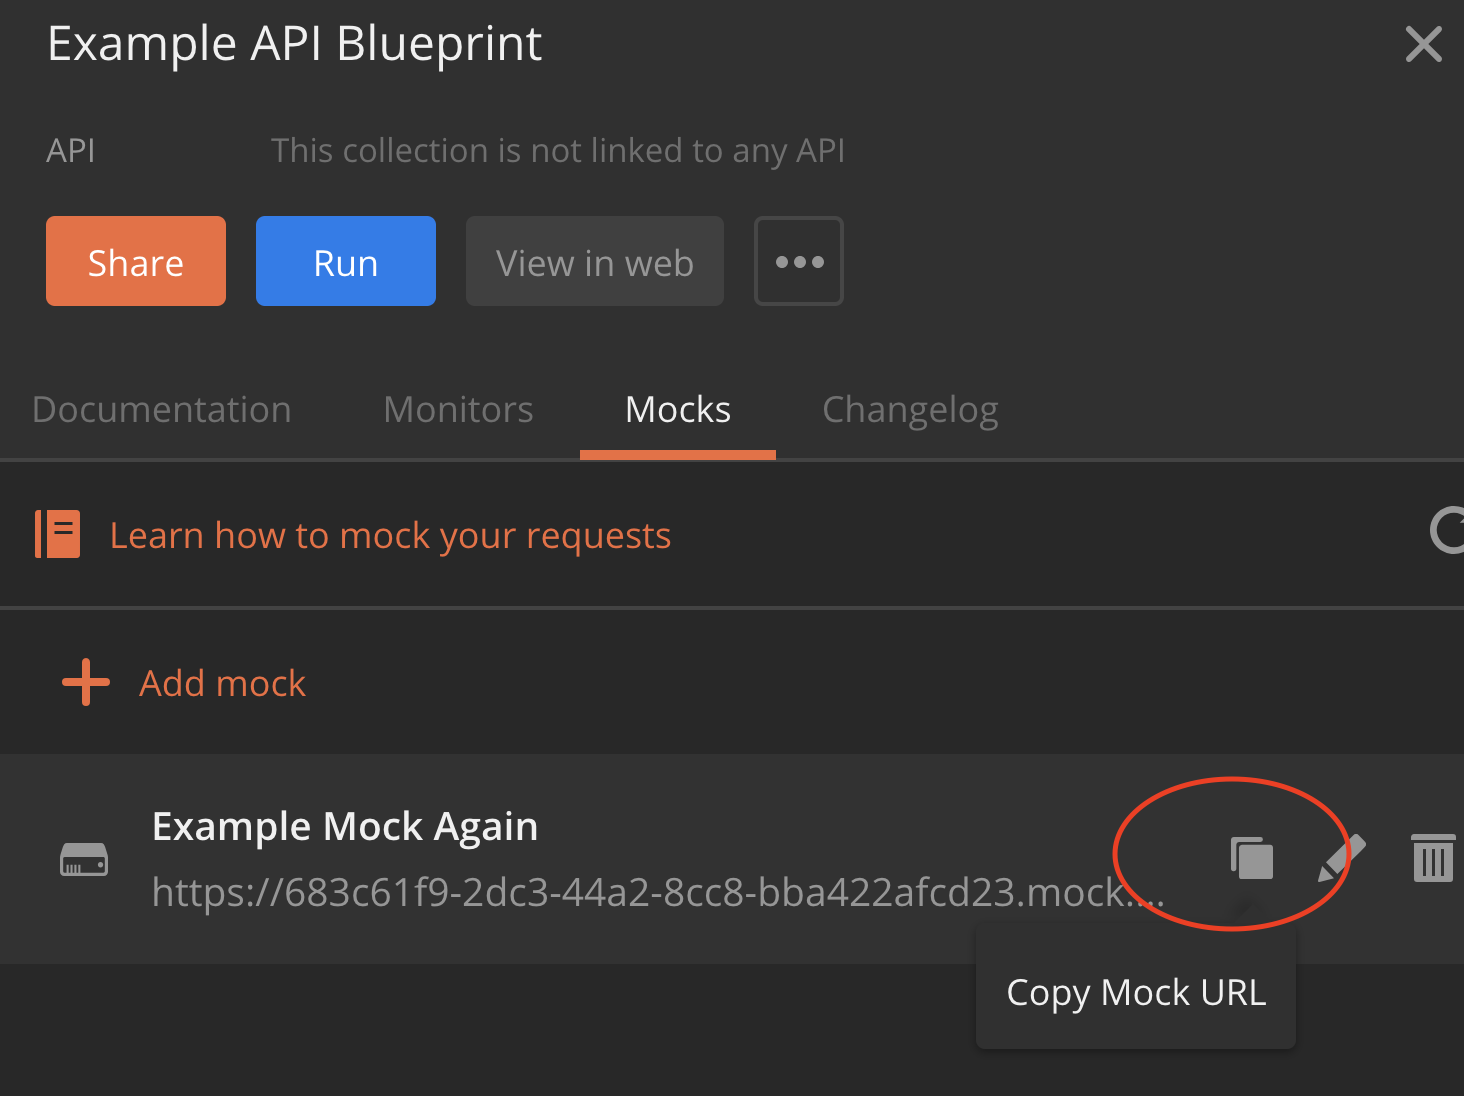 Example API Blueprint
API This collection is not linked to any API
Share Run View in web
Documentation Monitors Mocks Changelog
Learn how to mock your requests
Add mock
Example Mock Again
https://683c61f9-2dc3-44a2-8cc8-bba422afcd23.mock....
Copy Mock URL